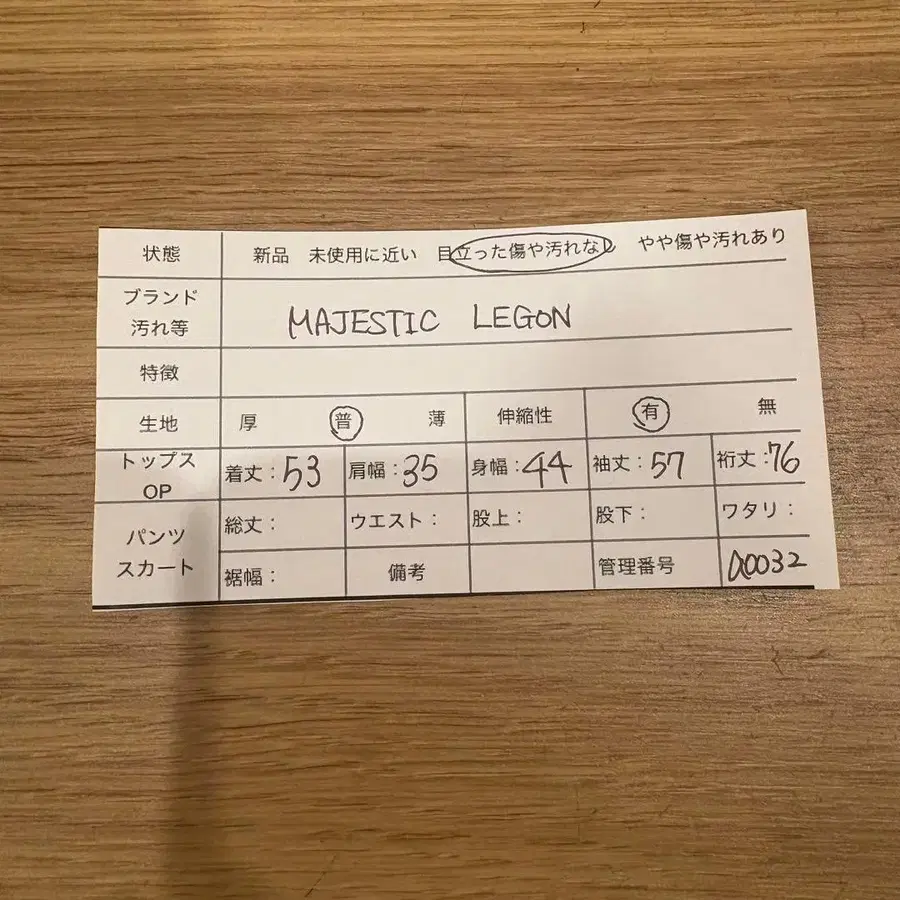 状態 新品 未使用に近い 目立った傷や汚れなし やや傷や汚れあり
ブランド
汚れ等 MAJESTIC LEGON
特徴
生地 厚 普 薄 伸縮性 有 無
トップス
OP 着丈：53 肩幅：35 身幅：44 袖丈：57 裄丈：76
パンツ
スカート
総丈： ウエスト： 股上： 股下： ワタリ：
裾幅： 備考 管理番号 a0032